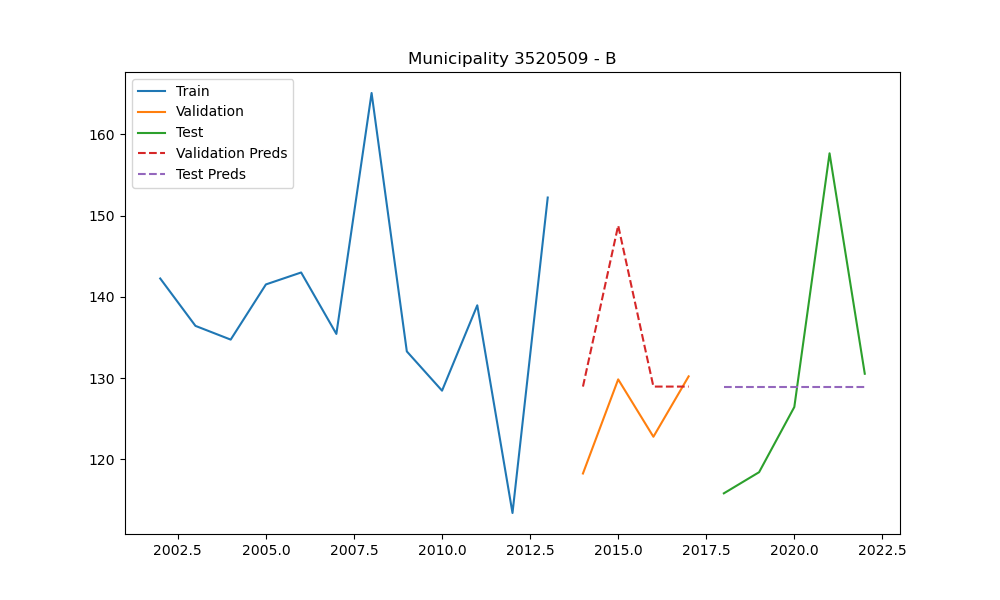 Municipality 3520509 - B
Train
Validation
Test
Validation Preds
Test Preds
160
150
140
130
120
2002.5 2005.0 2007.5 2010.0 2012.5 2015.0 2017.5 2020.0 2022.5